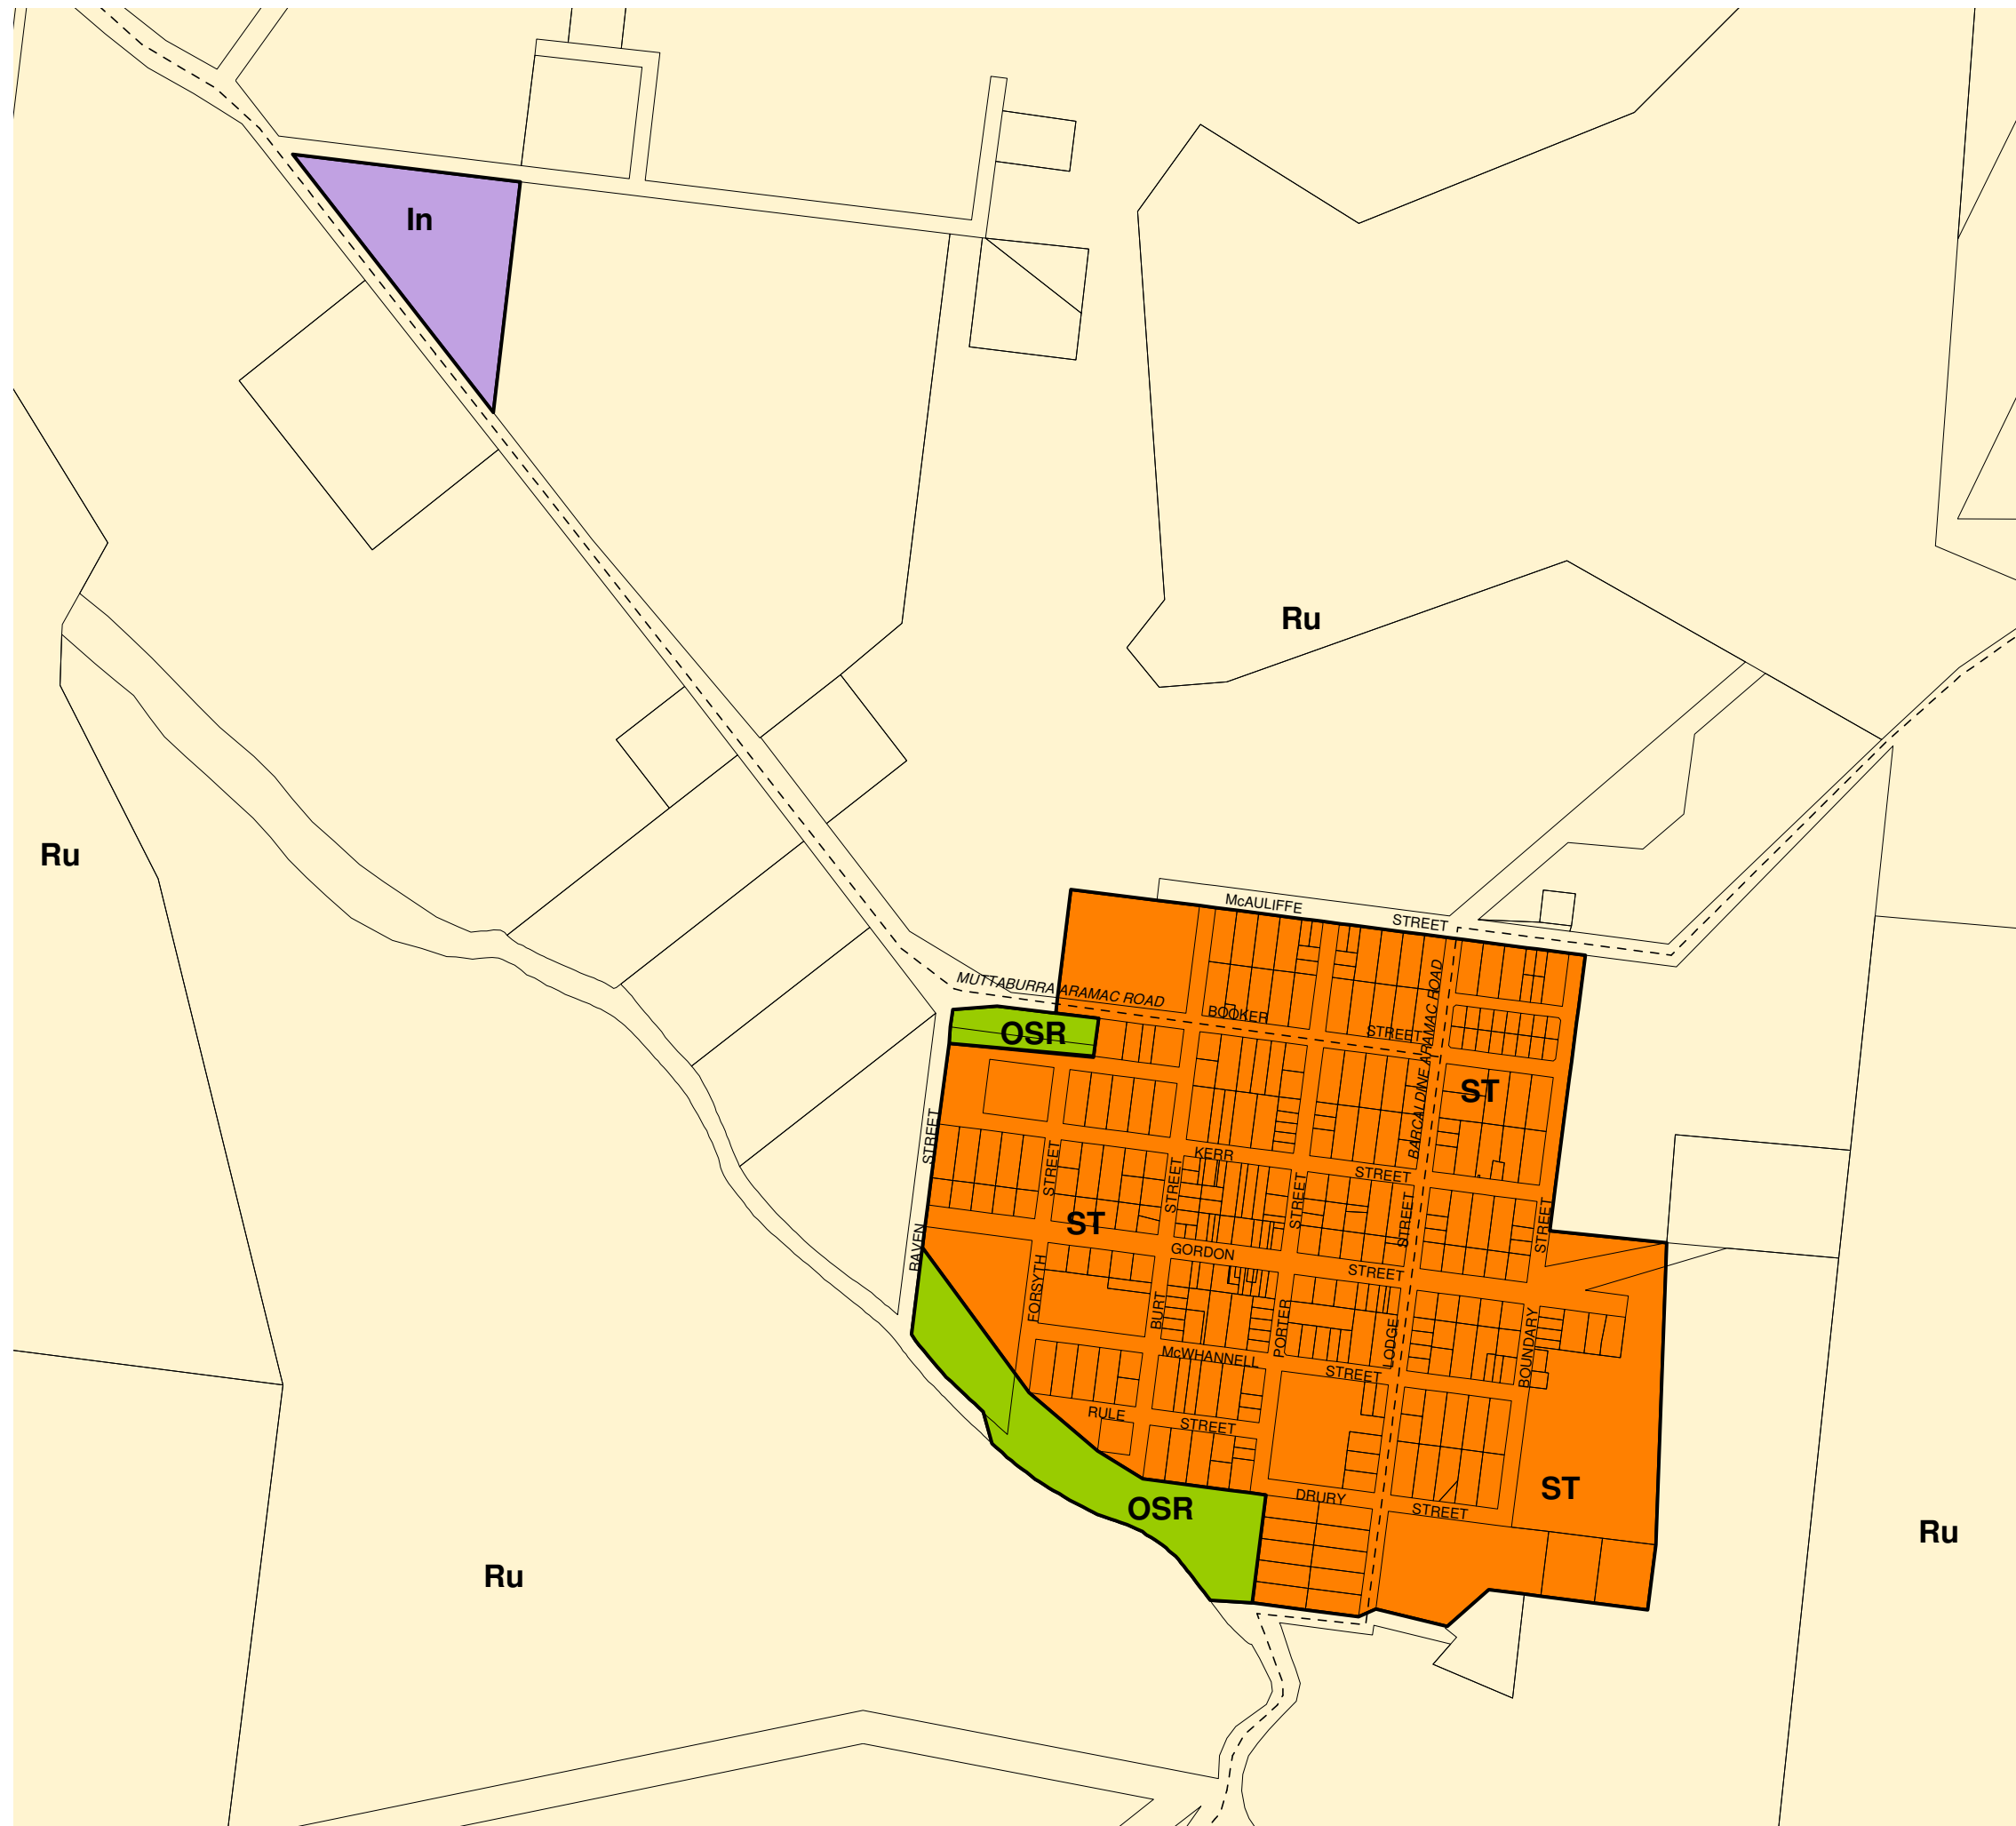 In
Ru
Ru
McAULIFFE
STREET
MUTTABURRA ARAMAC ROAD
BARCALDINE ARAMAC ROAD
BOOKER
STREET
OSR
ST
STREET
STREET
STREET
STREET
STREET
STREET
KERR
STREET
ST
RAVEN
GORDON
STREET
FORSYTH
BURT
PORTER
LODGE
BOUNDARY
McWHANNELL
STREET
RULE
STREET
DRURY
STREET
OSR
ST
Ru
Ru